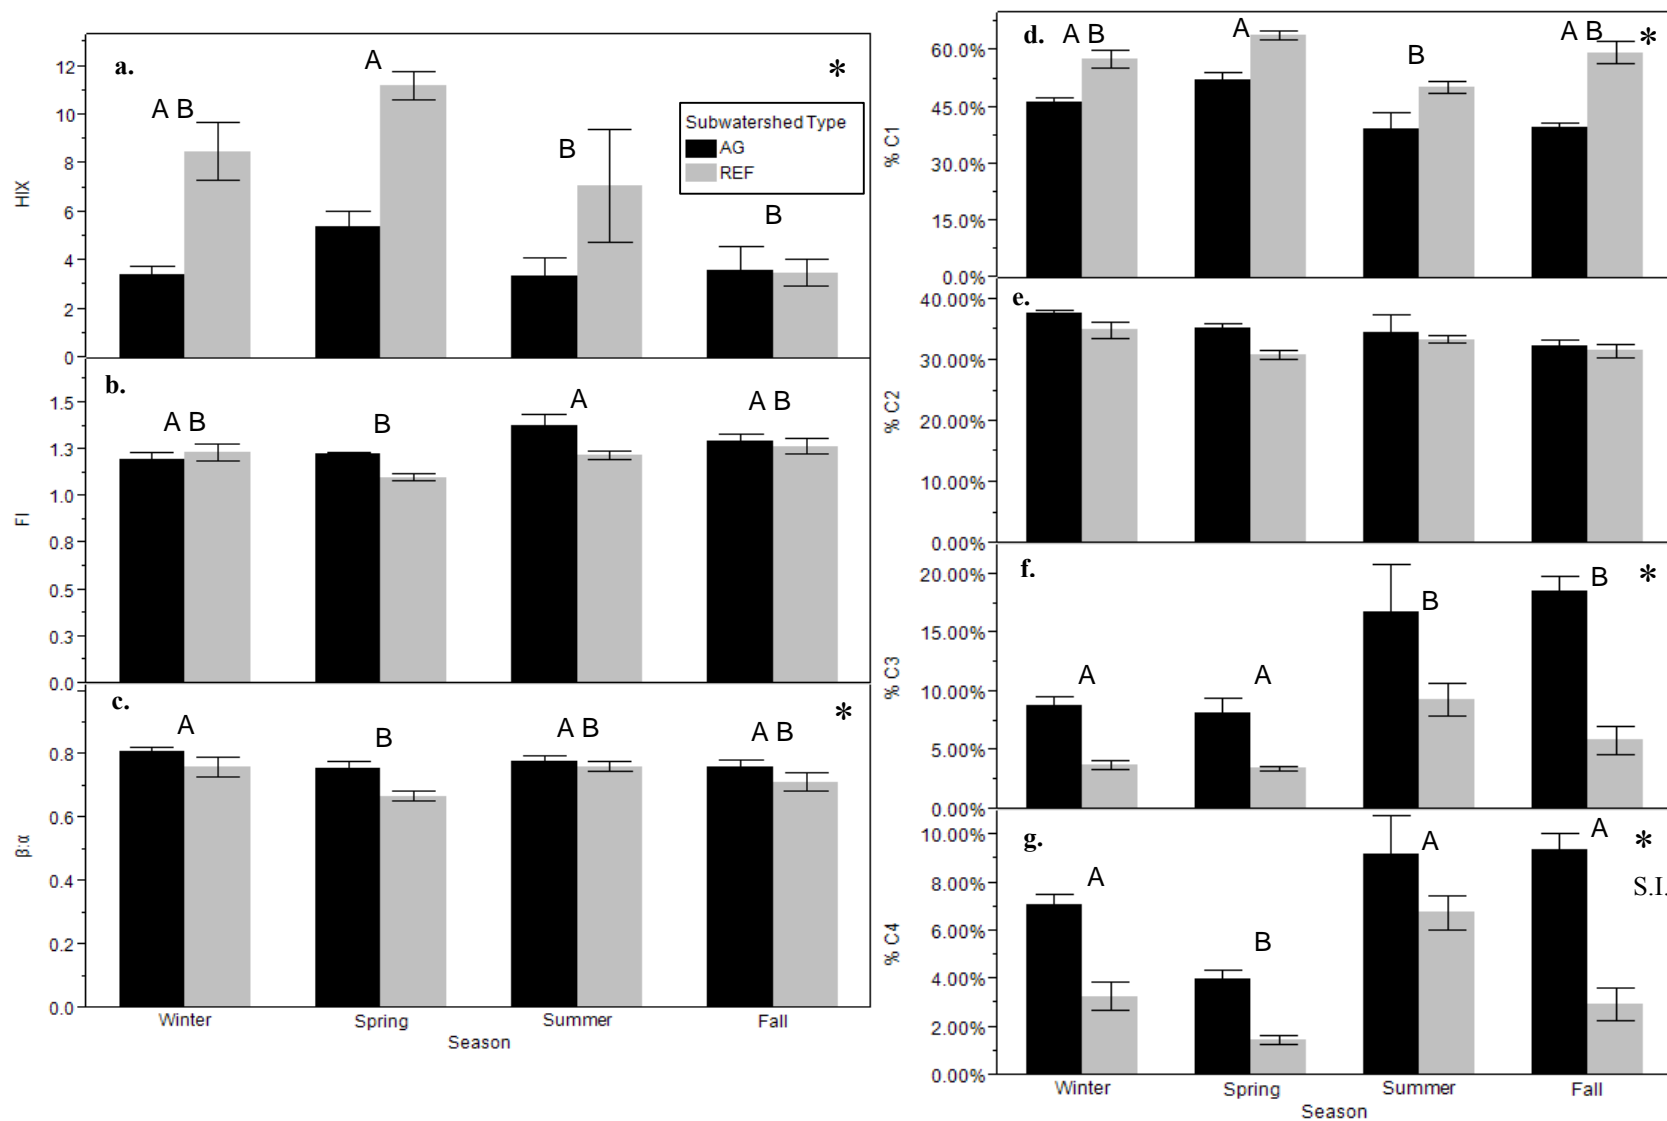 a.
A B
A
B
B
*
Subwatershed Type
AG
REF
HIX
12
10
8
6
4
2
0
b.
A B
B
A
A B
FI
1.5
1.3
1.0
0.8
0.5
0.3
0.0
c.
A
B
A B
A B
*
β:α
0.8
0.6
0.4
0.2
0.0
Winter
Spring
Summer
Fall
Season
d.
A B
A
B
A B
*
% C1
60.0%
45.0%
30.0%
15.0%
0.0%
e.
% C2
40.00%
30.00%
20.00%
10.00%
0.00%
f.
A
A
B
B
*
% C3
20.00%
15.00%
10.00%
5.00%
0.00%
g.
A
B
A
A
*
S.I.
% C4
10.00%
8.00%
6.00%
4.00%
2.00%
0.00%
Winter
Spring
Summer
Fall
Season